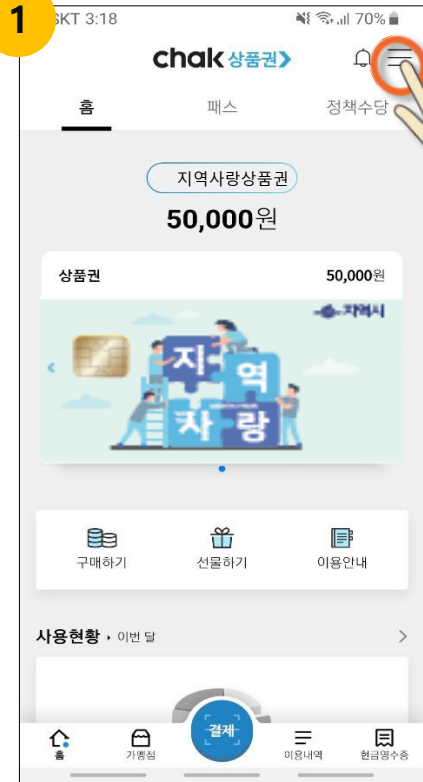 1
SKT 3:18 70%
chak 상품권
홈 패스 정책수당
지역사랑상품권
50,000원
상품권 50,000원
지역시
지 역
사 랑
구매하기 선물하기 이용안내
사용현황 이번 달
결제
홈 가맹점 이용내역 현금영수증